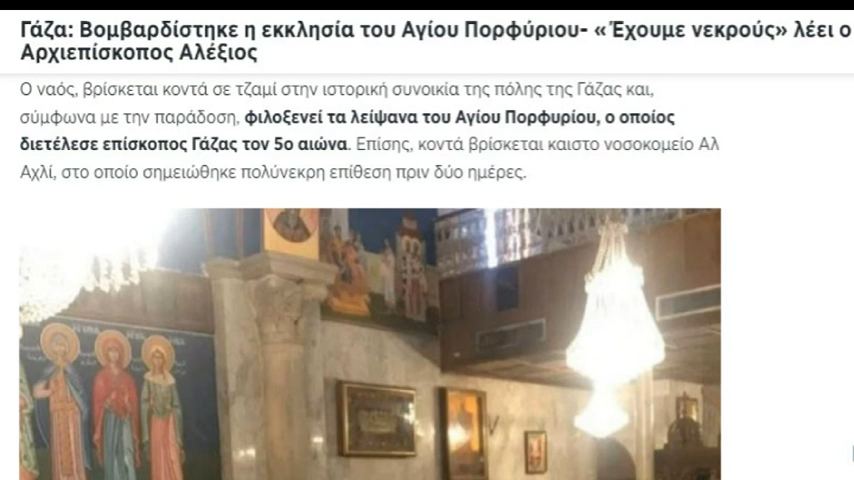 Γάζα: Βομβαρδίστηκε η εκκλησία του Αγίου Πορφύριου- «Έχουμε νεκρούς» λέει ο
Αρχιεπίσκοπος Αλέξιος
Ο ναός, βρίσκεται κοντά σε τζαμί στην ιστορική συνοικία της πόλης της Γάζας και,
σύμφωνα με την παράδοση, φιλοξενεί τα λείψανα του Αγίου Πορφυρίου, ο οποίος
διετέλεσε επίσκοπος Γάζας τον 5ο αιώνα. Επίσης, κοντά βρίσκεται καιστο νοσοκομείο Αλ
Αχλί, στο οποίο σημειώθηκε πολύνεκρη επίθεση πριν δύο ημέρες.